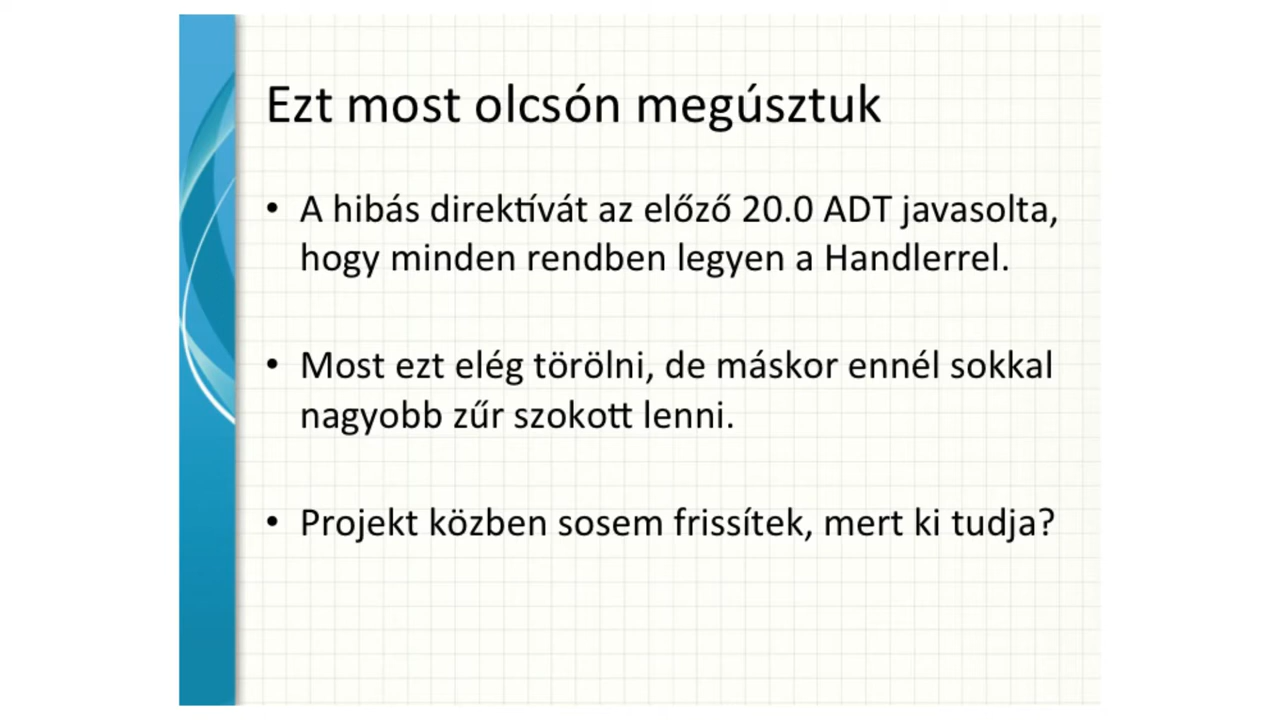 Ezt most olcsón megúsztuk
• A hibás direktívát az előző 20.0 ADT javasolta,
hogy minden rendben legyen a Handlerrel.
• Most ezt elég törölni, de máskor ennél sokkal
nagyobb zűr szokott lenni.
• Projekt közben sosem frissítek, mert ki tudja?